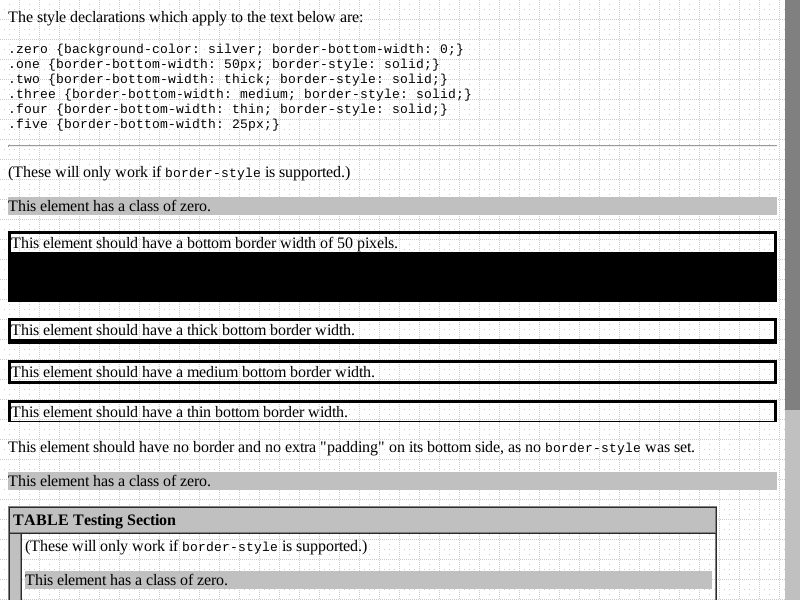 The style declarations which apply to the text below are:
.zero {background-color: silver; border-bottom-width: 0;}
.one {border-bottom-width: 50px; border-style: solid;}
.two {border-bottom-width: thick; border-style: solid;}
.three {border-bottom-width: medium; border-style: solid;}
.four {border-bottom-width: thin; border-style: solid;}
.five {border-bottom-width: 25px;}
(These will only work if border-style is supported.)
This element has a class of zero.
This element should have a bottom border width of 50 pixels.
This element should have a thick bottom border width.
This element should have a medium bottom border width.
This element should have a thin bottom border width.
This element should have no border and no extra "padding" on its bottom side, as no border-style was set.
This element has a class of zero.
TABLE Testing Section
(These will only work if border-style is supported.)
This element has a class of zero.